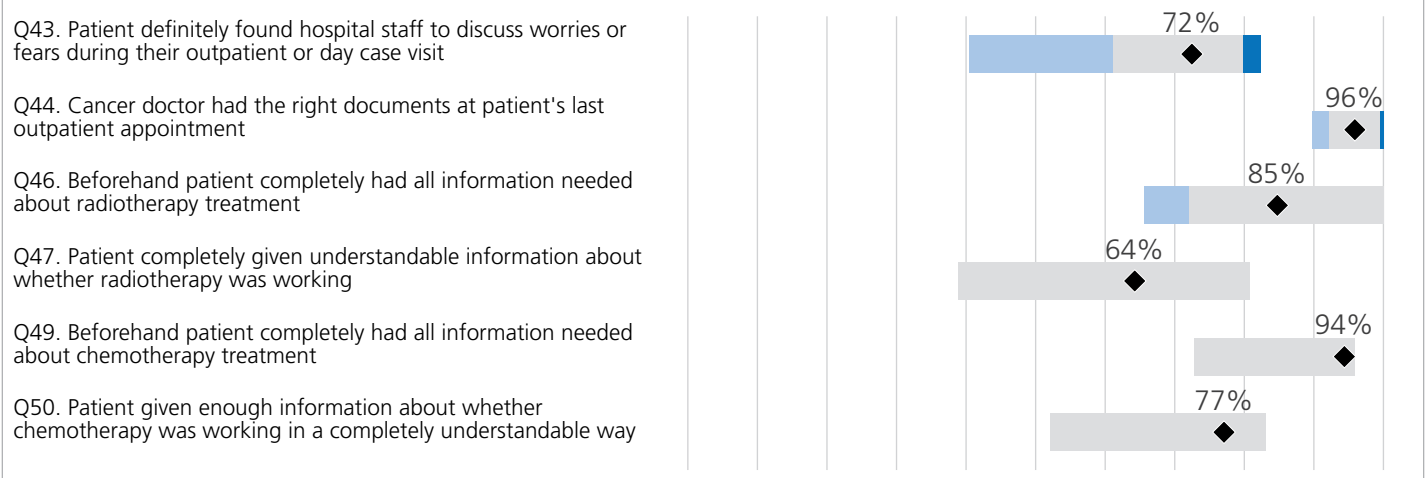 Q43. Patient definitely found hospital staff to discuss worries or
fears during their outpatient or day case visit
72%
Q44. Cancer doctor had the right documents at patient's last
outpatient appointment
96%
Q46. Beforehand patient completely had all information needed
about radiotherapy treatment
85%
Q47. Patient completely given understandable information about
whether radiotherapy was working
64%
Q49. Beforehand patient completely had all information needed
about chemotherapy treatment
94%
Q50. Patient given enough information about whether
chemotherapy was working in a completely understandable way
77%